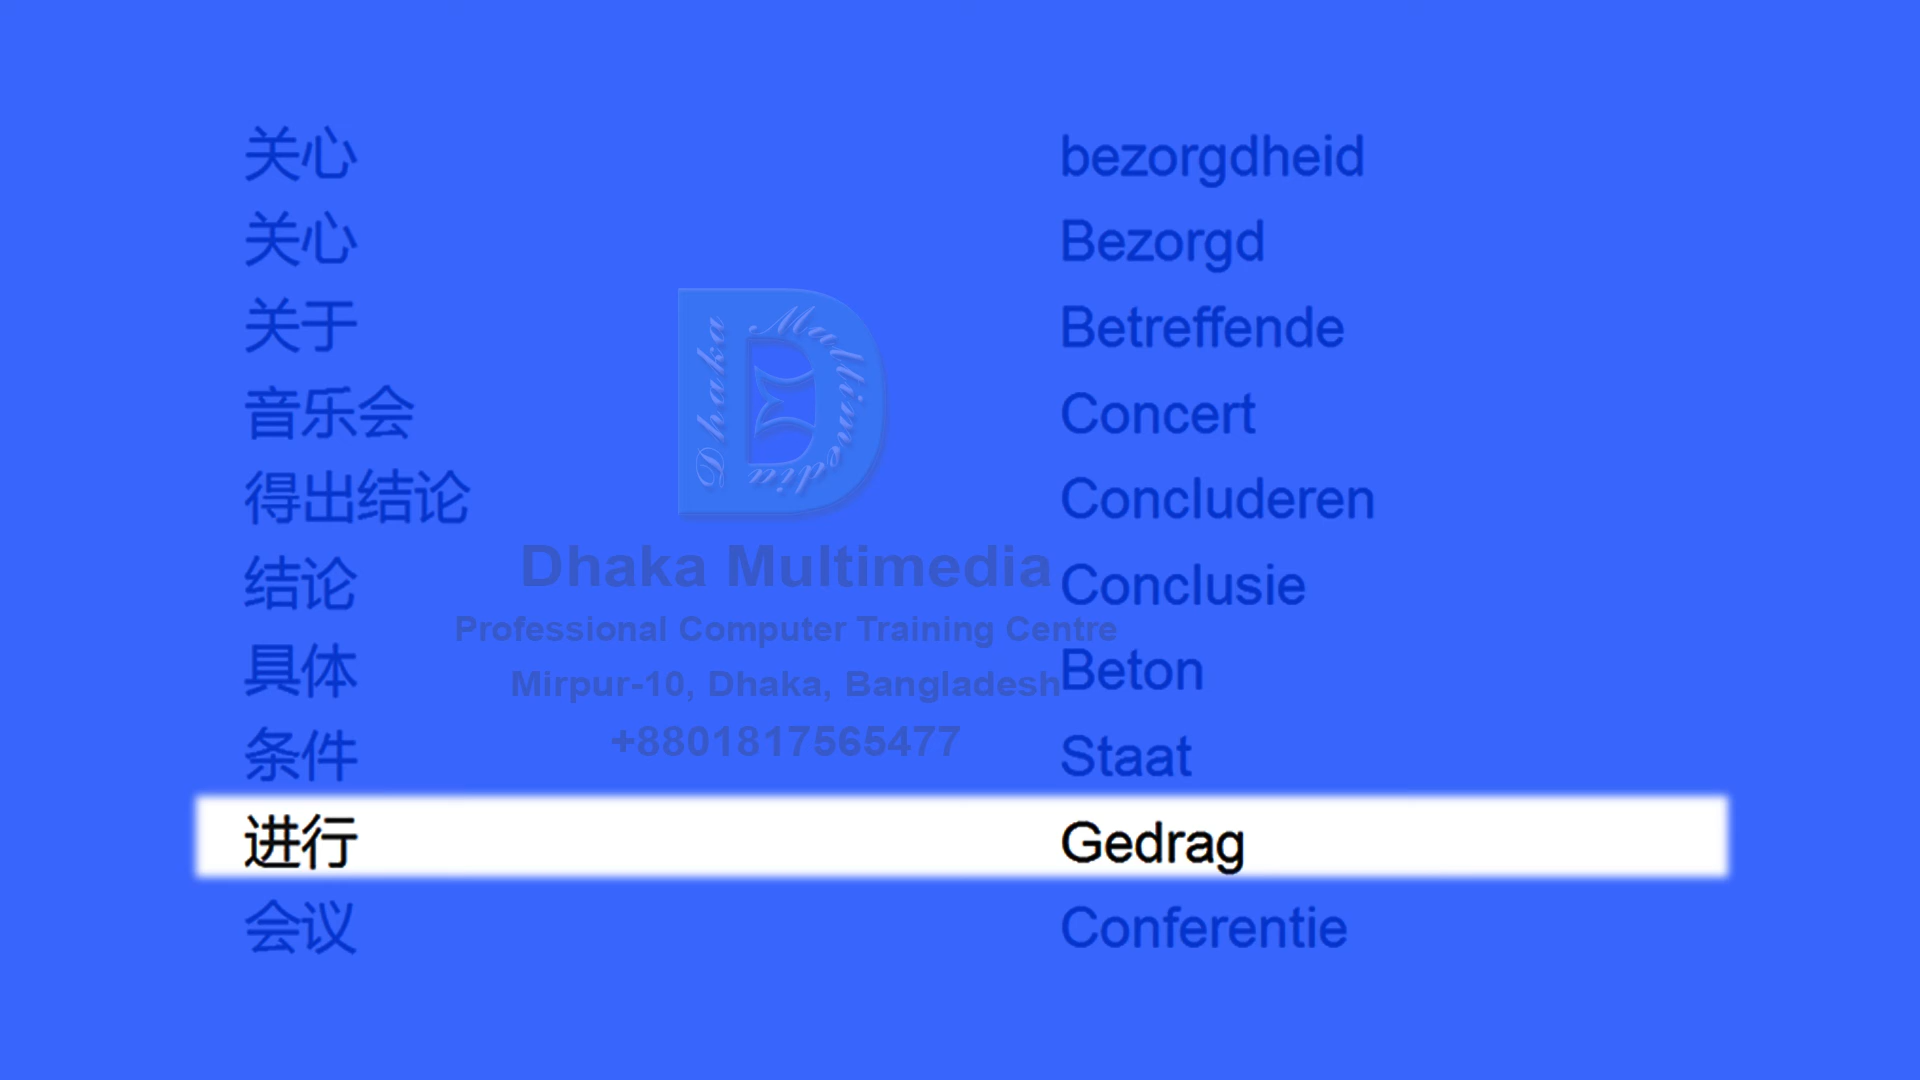 关心 bezorgdheid
关心 Bezorgd
关于 Betreffende
音乐会 Concert
得出结论 Concluderen
结论 Conclusie
具体 Beton
条件 Staat
进行 Gedrag
会议 Conferentie
Dhaka Multimedia
Dhaka Multimedia
Professional Computer Training Centre
Mirpur-10, Dhaka, Bangladesh
+8801817565477